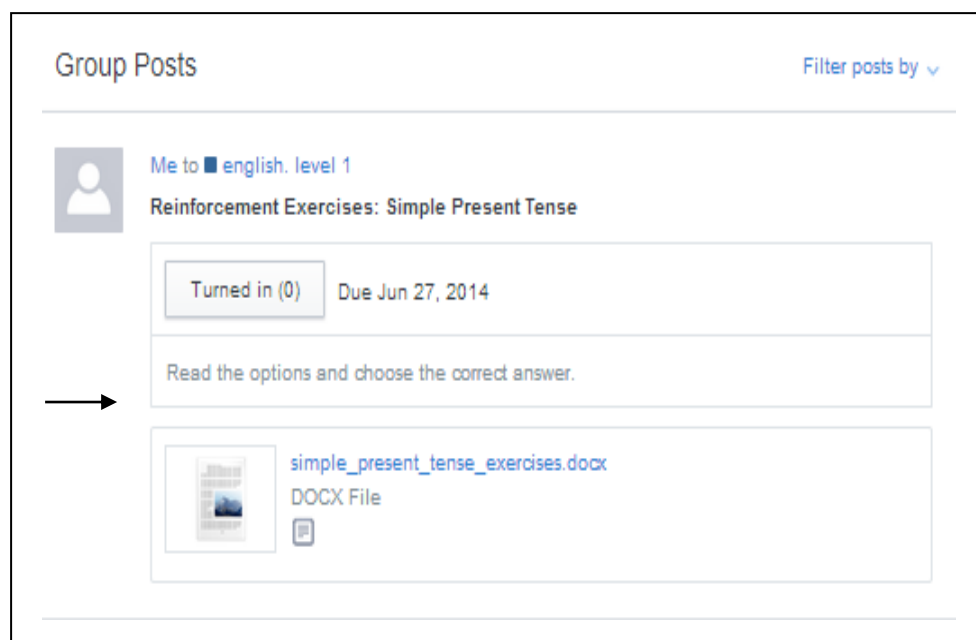 Group Posts
Filter posts by
Me to english. level 1
Reinforcement Exercises: Simple Present Tense
Turned in (0) Due Jun 27, 2014
Read the options and choose the correct answer.
simple_present_tense_exercises.docx
DOCX File